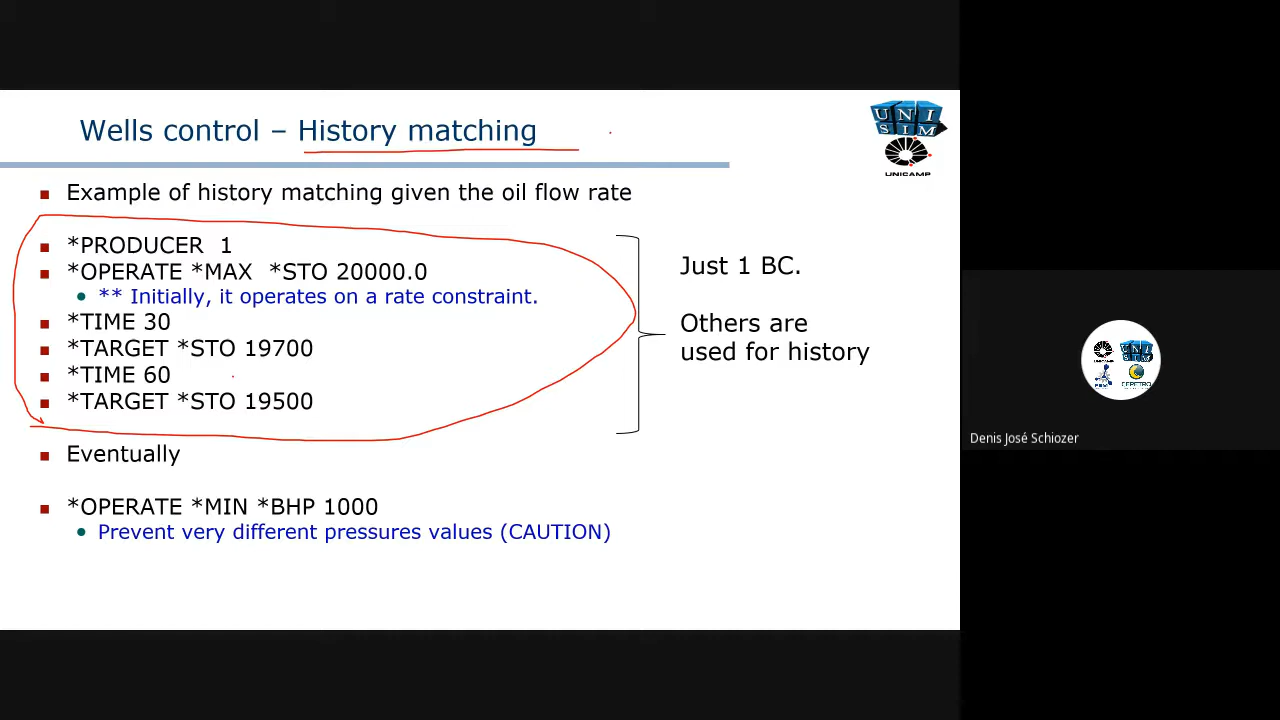 Wells control – History matching
UNI
SIM
UNICAMP
Example of history matching given the oil flow rate
*PRODUCER 1
*OPERATE *MAX *STO 20000.0
** Initially, it operates on a rate constraint.
*TIME 30
*TARGET *STO 19700
*TIME 60
*TARGET *STO 19500
Just 1 BC.
Others are
used for history
Eventually
*OPERATE *MIN *BHP 1000
Prevent very different pressures values (CAUTION)
CEPETRO
Denis José Schiozer